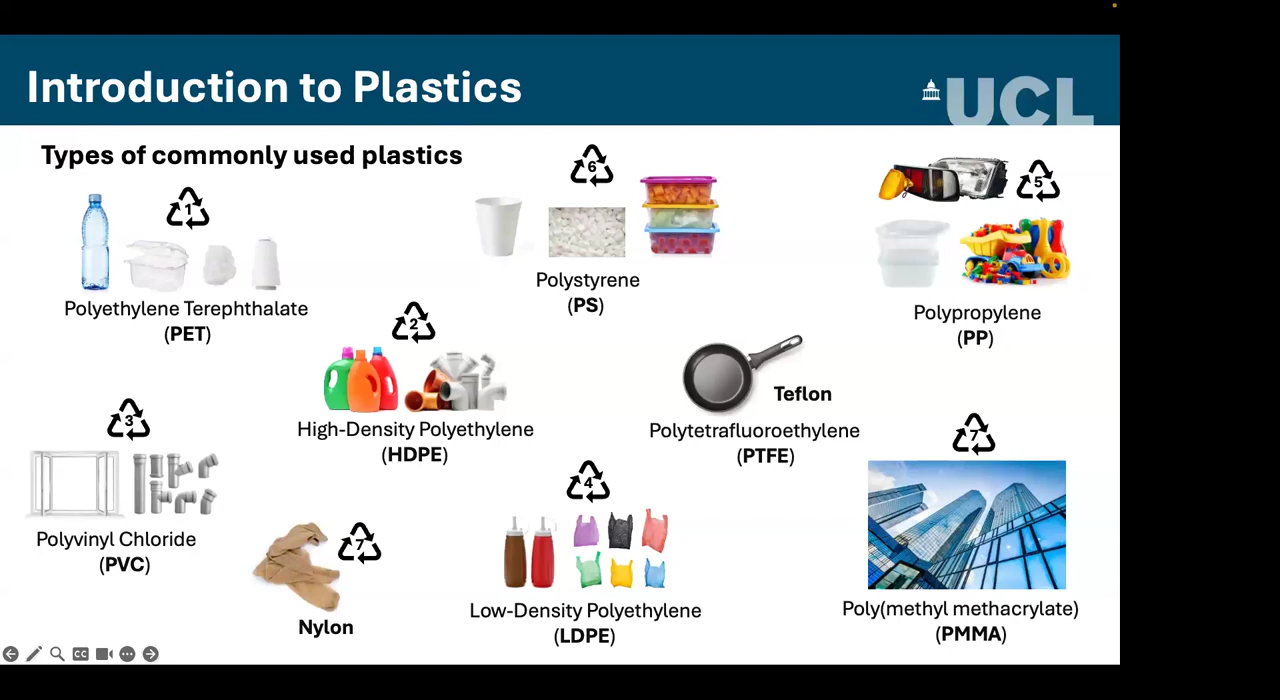 Introduction to Plastics
UCL
Types of commonly used plastics
1
Polyethylene Terephthalate
(PET)
6
Polystyrene
(PS)
5
Polypropylene
(PP)
2
High-Density Polyethylene
(HDPE)
Teflon
Polytetrafluoroethylene
(PTFE)
3
Polyvinyl Chloride
(PVC)
7
Nylon
4
Low-Density Polyethylene
(LDPE)
7
Poly(methyl methacrylate)
(PMMA)
CC